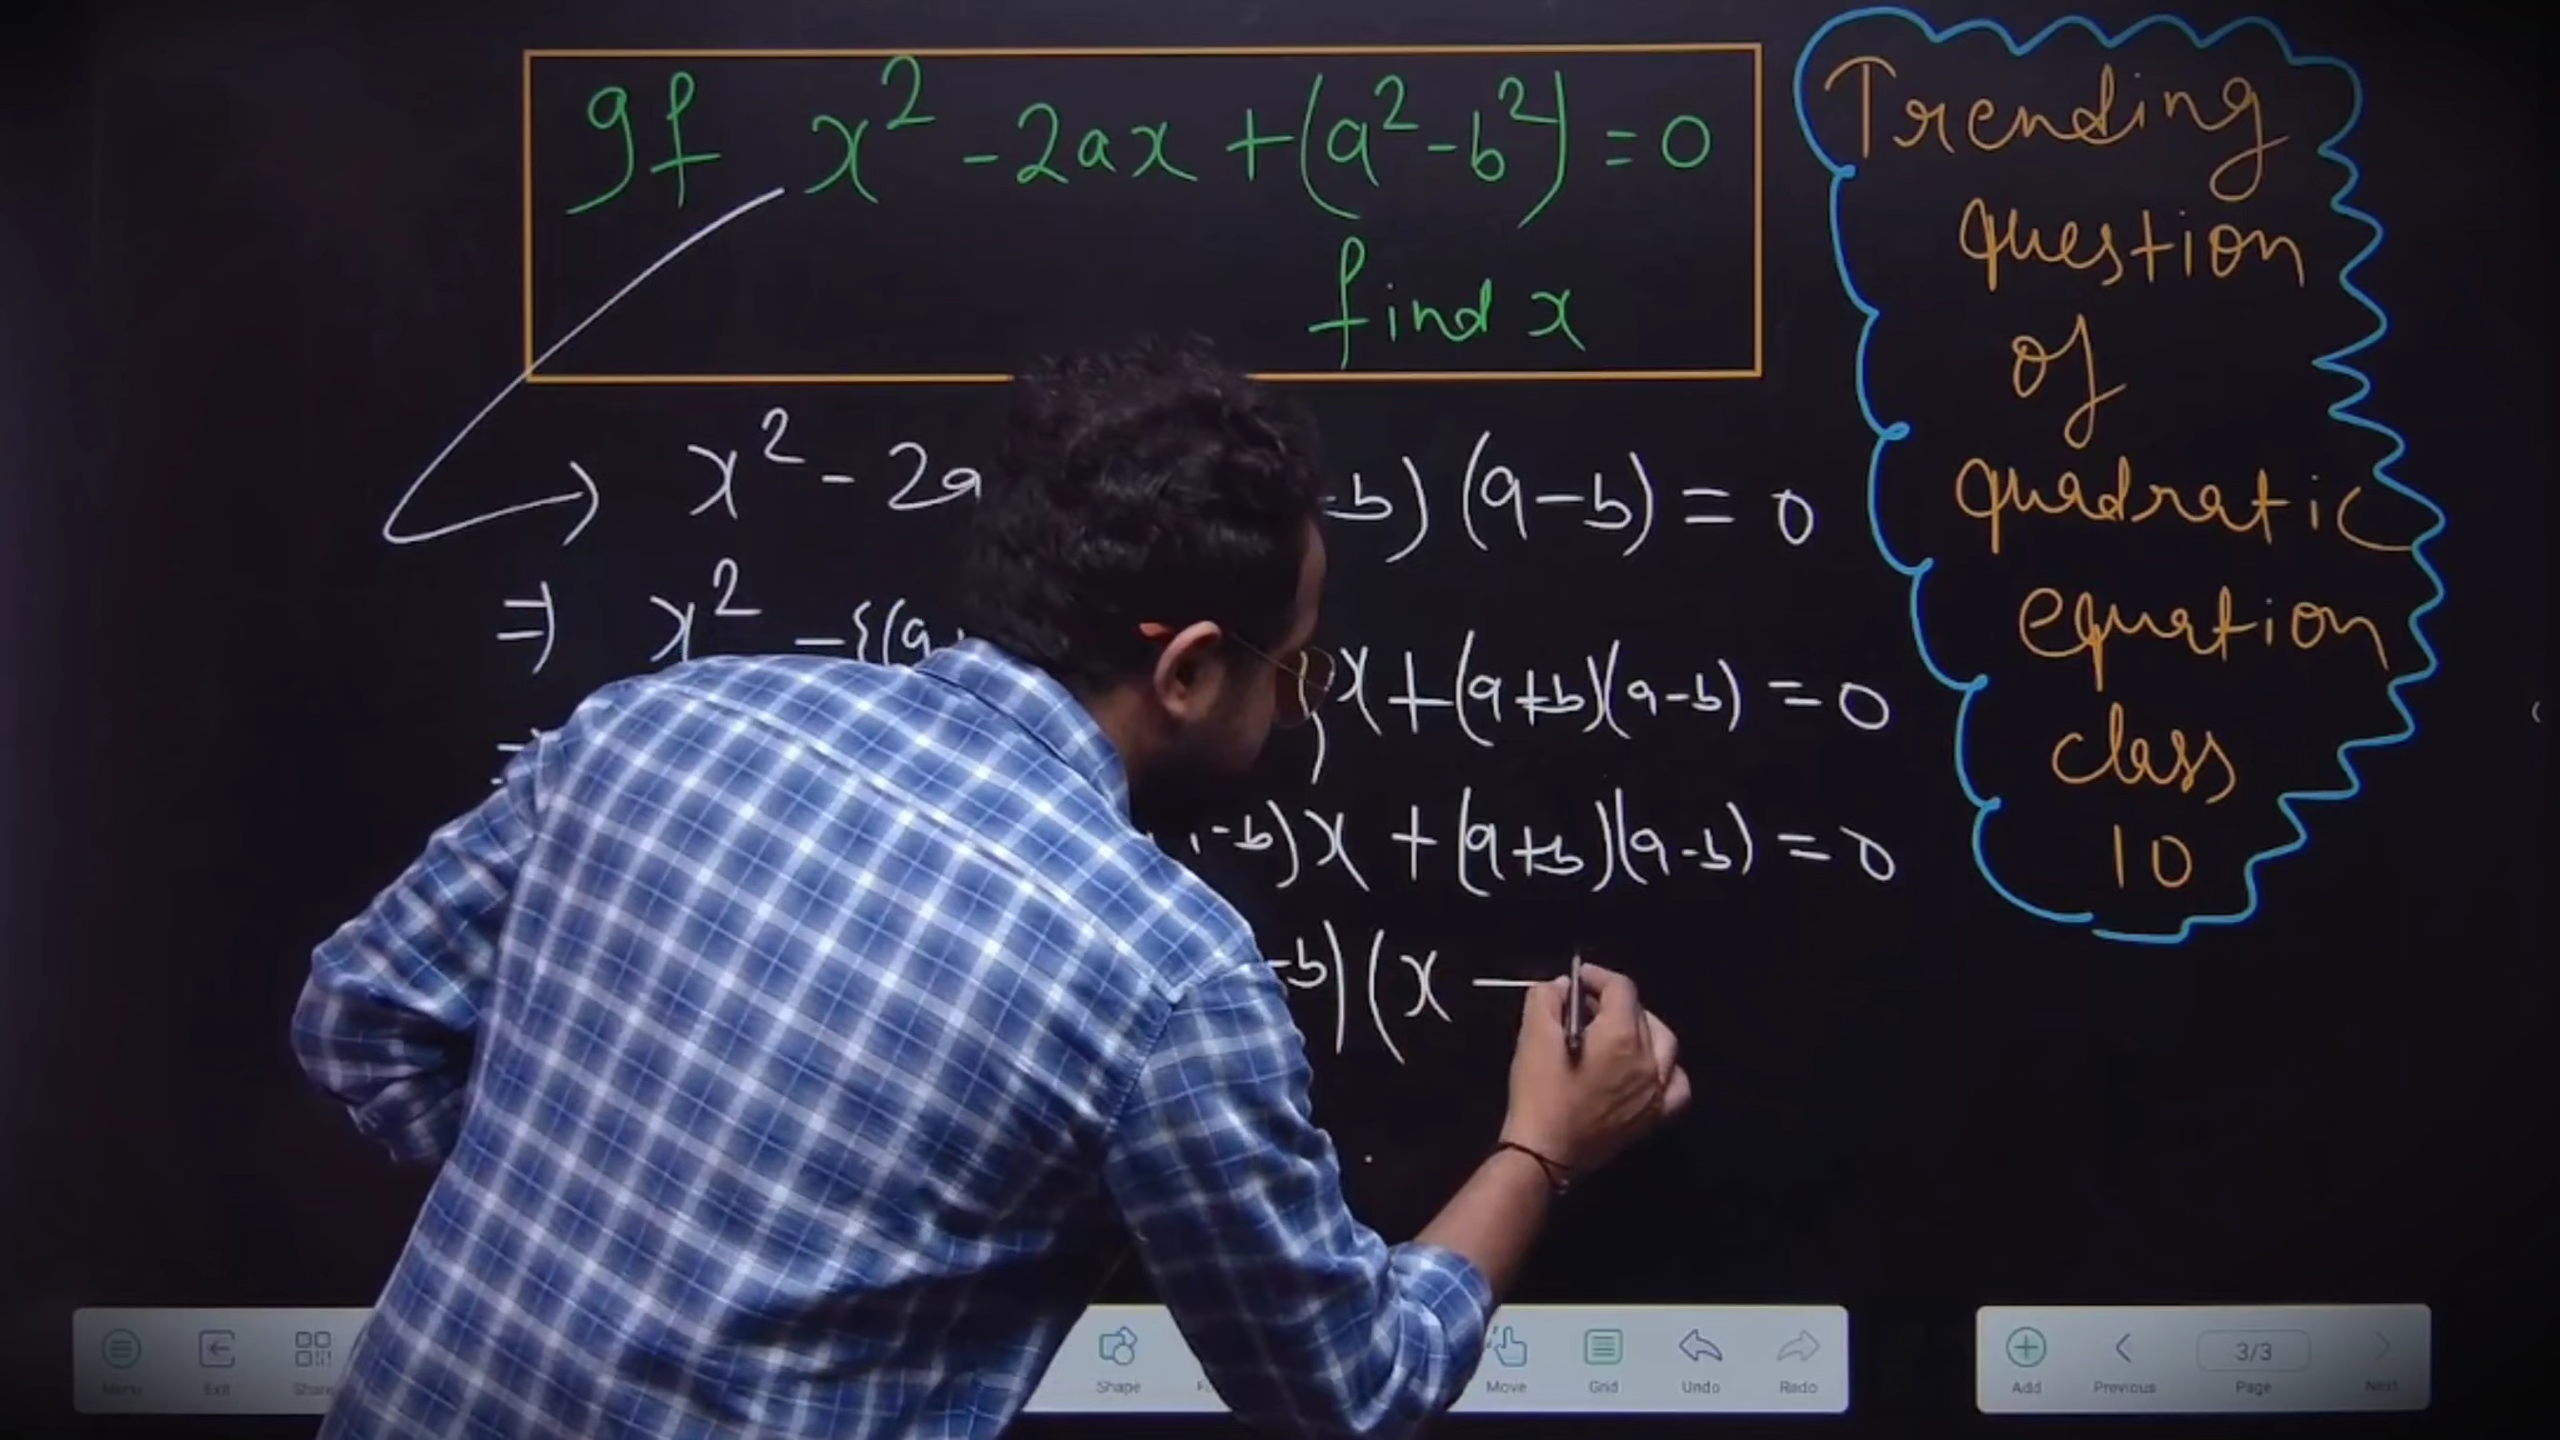 If x² - 2ax + (a² - b²) = 0
find x
x² - 2a -b) (a-b) = 0
⇒ x² - {(a x + (a+b)(a-b) = 0
-b)x + (a+b)(a-b) = 0
-b) (x -
Trending
question
of
quadratic
equation
class
10
Menu Exit Share Shape Move Grid Undo Redo Add Previous 3/3 Page Next